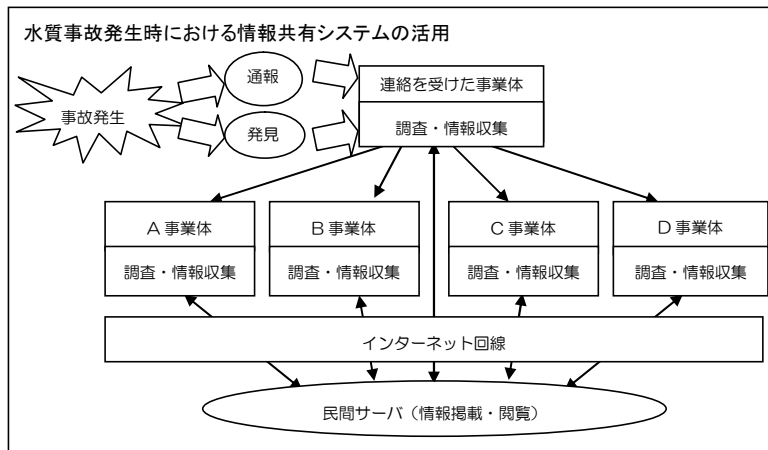 水質事故発生時における情報共有システムの活用
通報
事故発生
発見
連絡を受けた事業体
調査・情報収集
A 事業体
B 事業体
C 事業体
D 事業体
調査・情報収集
調査・情報収集
調査・情報収集
調査・情報収集
インターネット回線
民間サーバ（情報掲載・閲覧）